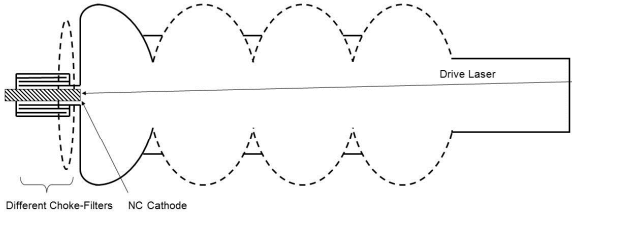 Drive Laser
Different Choke-Filters
NC Cathode